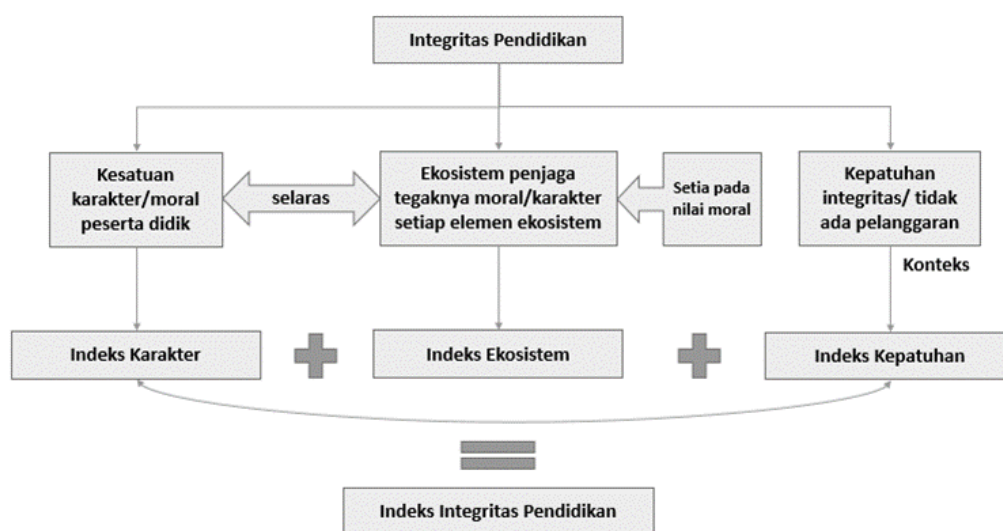 Integritas Pendidikan
Kesatuan
karakter/moral
peserta didik
selaras
Ekosistem penjaga
tegaknya moral/karakter
setiap elemen ekosistem
Setia pada
nilai moral
Kepatuhan
integritas/ tidak
ada pelanggaran
Konteks
Indeks Karakter
Indeks Ekosistem
Indeks Kepatuhan
Indeks Integritas Pendidikan